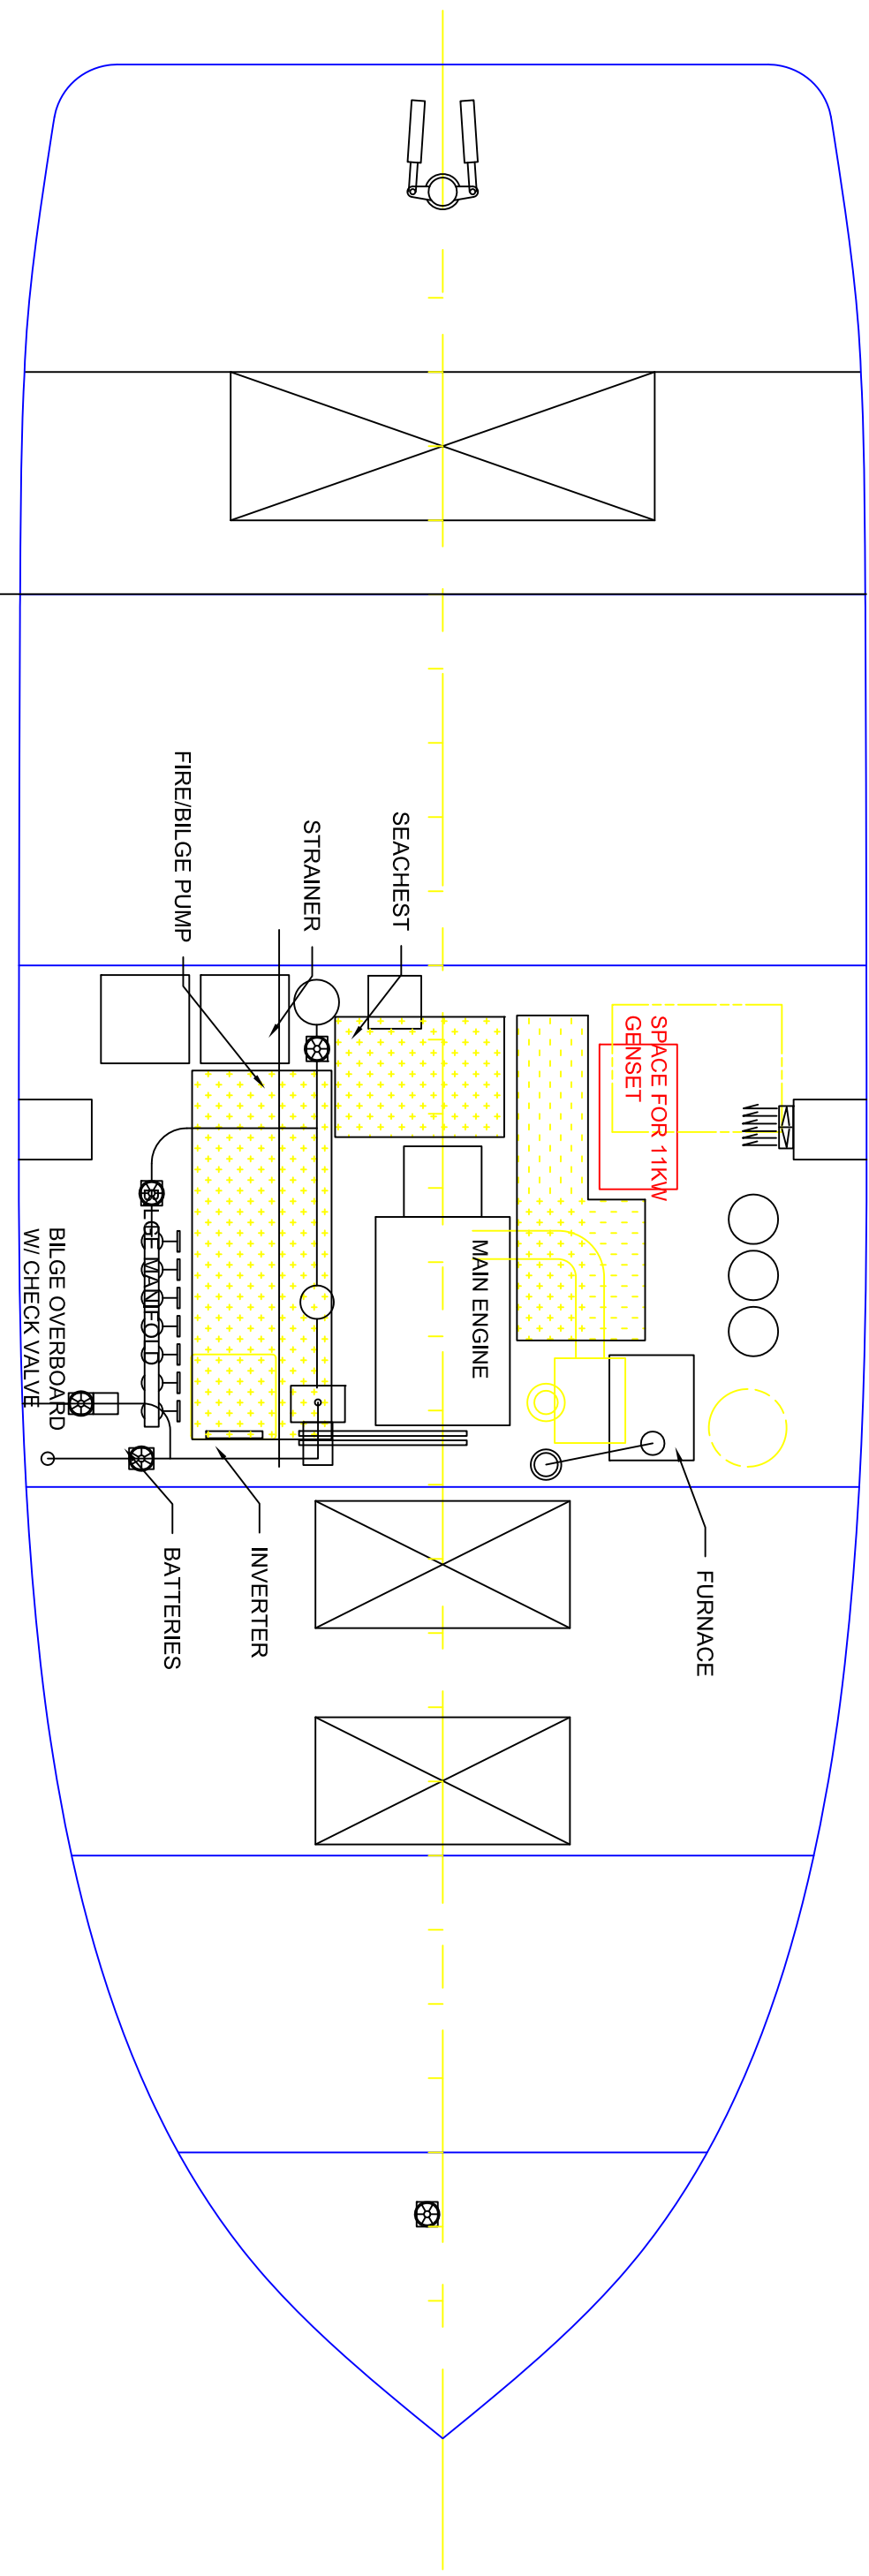 SPACE FOR 11KW
GENSET
FURNACE
MAIN ENGINE
SEACHEST
STRAINER
INVERTER
FIRE/BILGE PUMP
BATTERIES
BILGE MANIFOLD
BILGE OVERBOARD
W/ CHECK VALVE